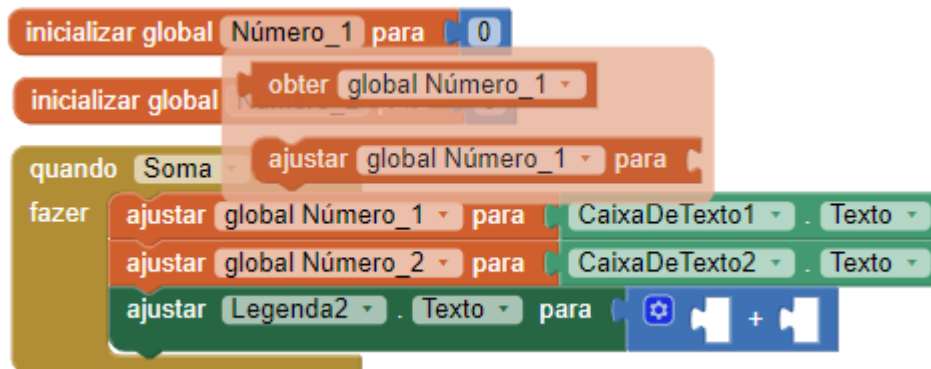 inicializar global Número_1 para 0
obter global Número_1
inicializar global
ajustar global Número_1 para
quando Soma
fazer ajustar global Número_1 para CaixaDeTexto1 . Texto
ajustar global Número_2 para CaixaDeTexto2 . Texto
ajustar Legenda2 . Texto para +